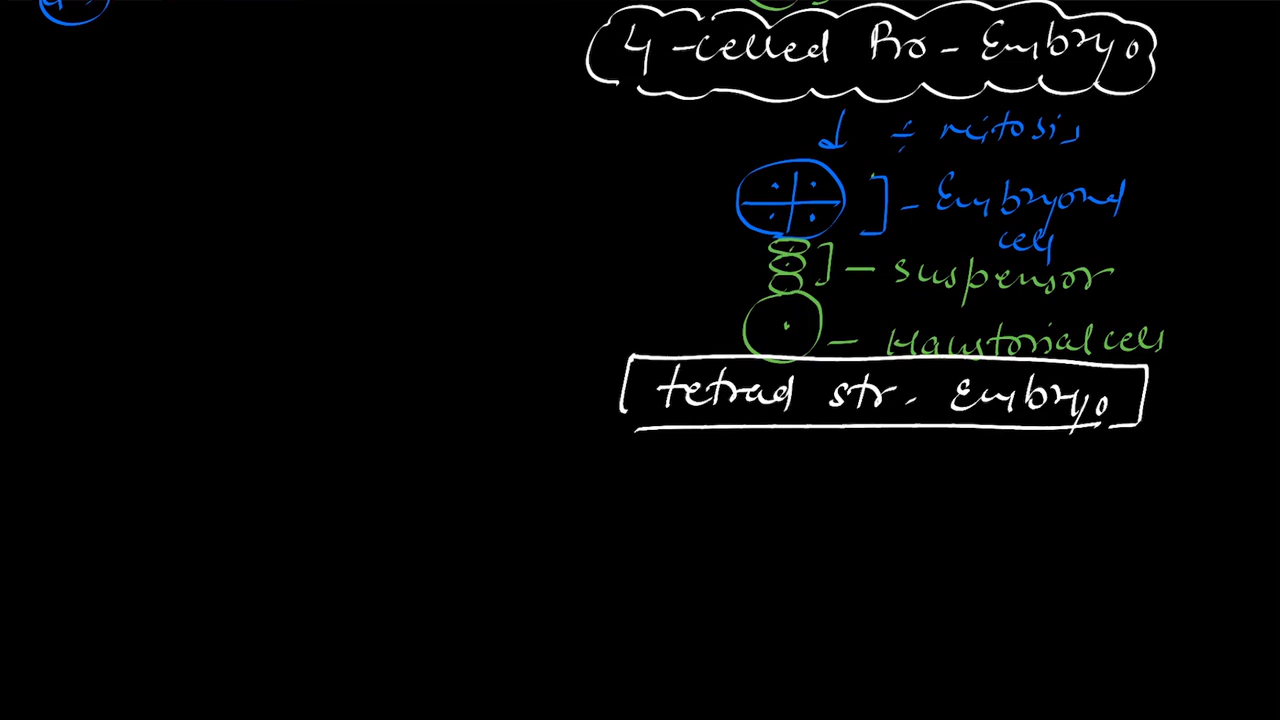 4-celled Pro-Embryo
↓ ÷ mitosis
] - Embryonal
cell
] - suspensor
- Haustorial cells
tetrad str. Embryo